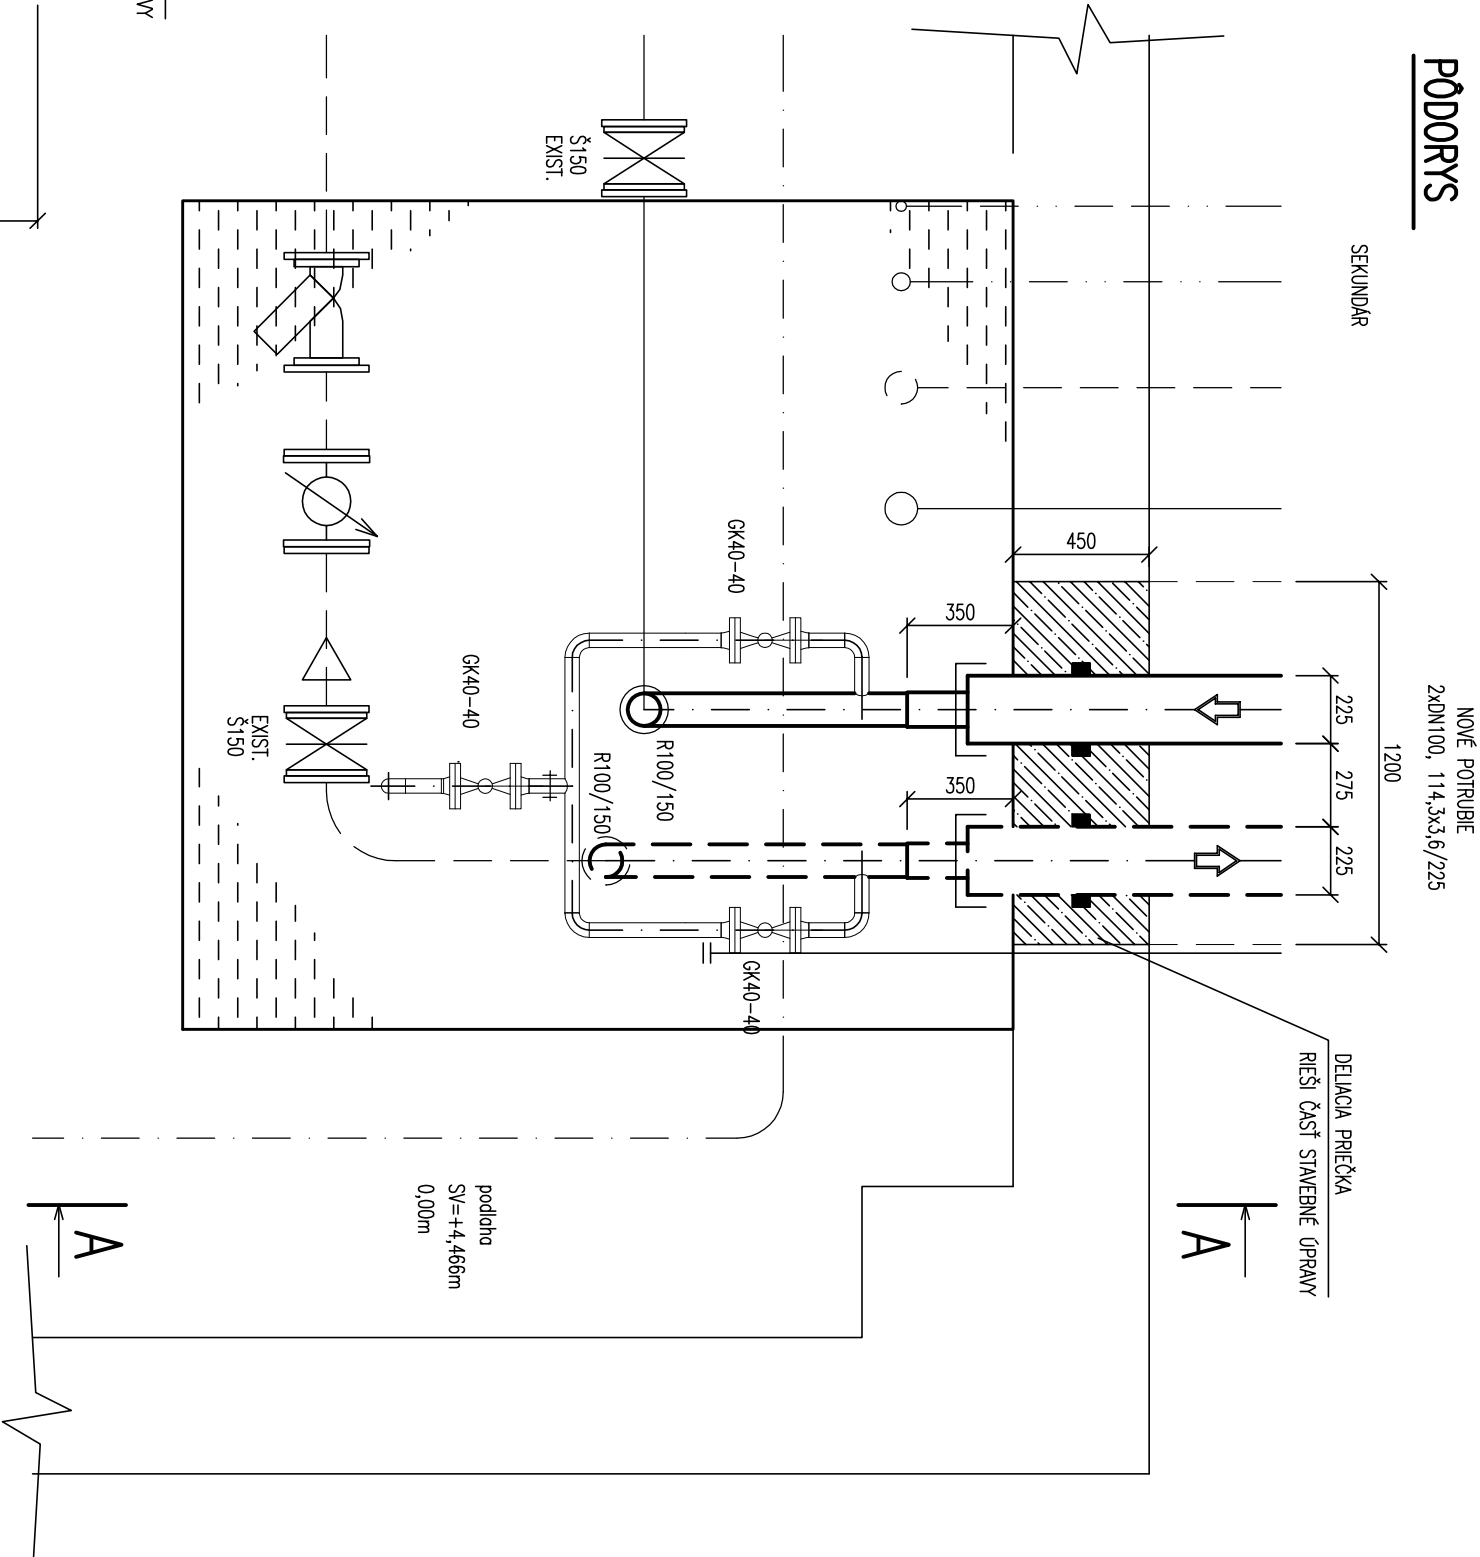 PÔDORYS
SEKUNDÁR
NOVÉ POTRUBIE
2xDN100, 114,3x3,6/225
1200
225
275
225
450
350
350
DELIACIA PRIEČKA
RIEŠI ČASŤ STAVEBNÉ ÚPRAVY
Š150
EXIST.
GK40-40
GK40-40
GK40-40
R100/150
R100/150
EXIST.
Š150
podlaha
SV=+4,466m
0,00m
A
A